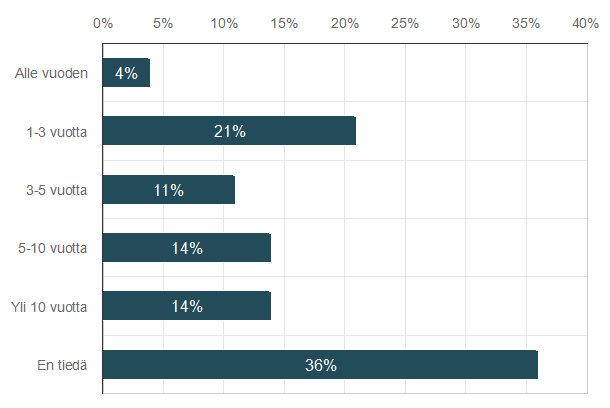 0% 5% 10% 15% 20% 25% 30% 35% 40%
Alle vuoden 4%
1-3 vuotta 21%
3-5 vuotta 11%
5-10 vuotta 14%
Yli 10 vuotta 14%
En tiedä 36%